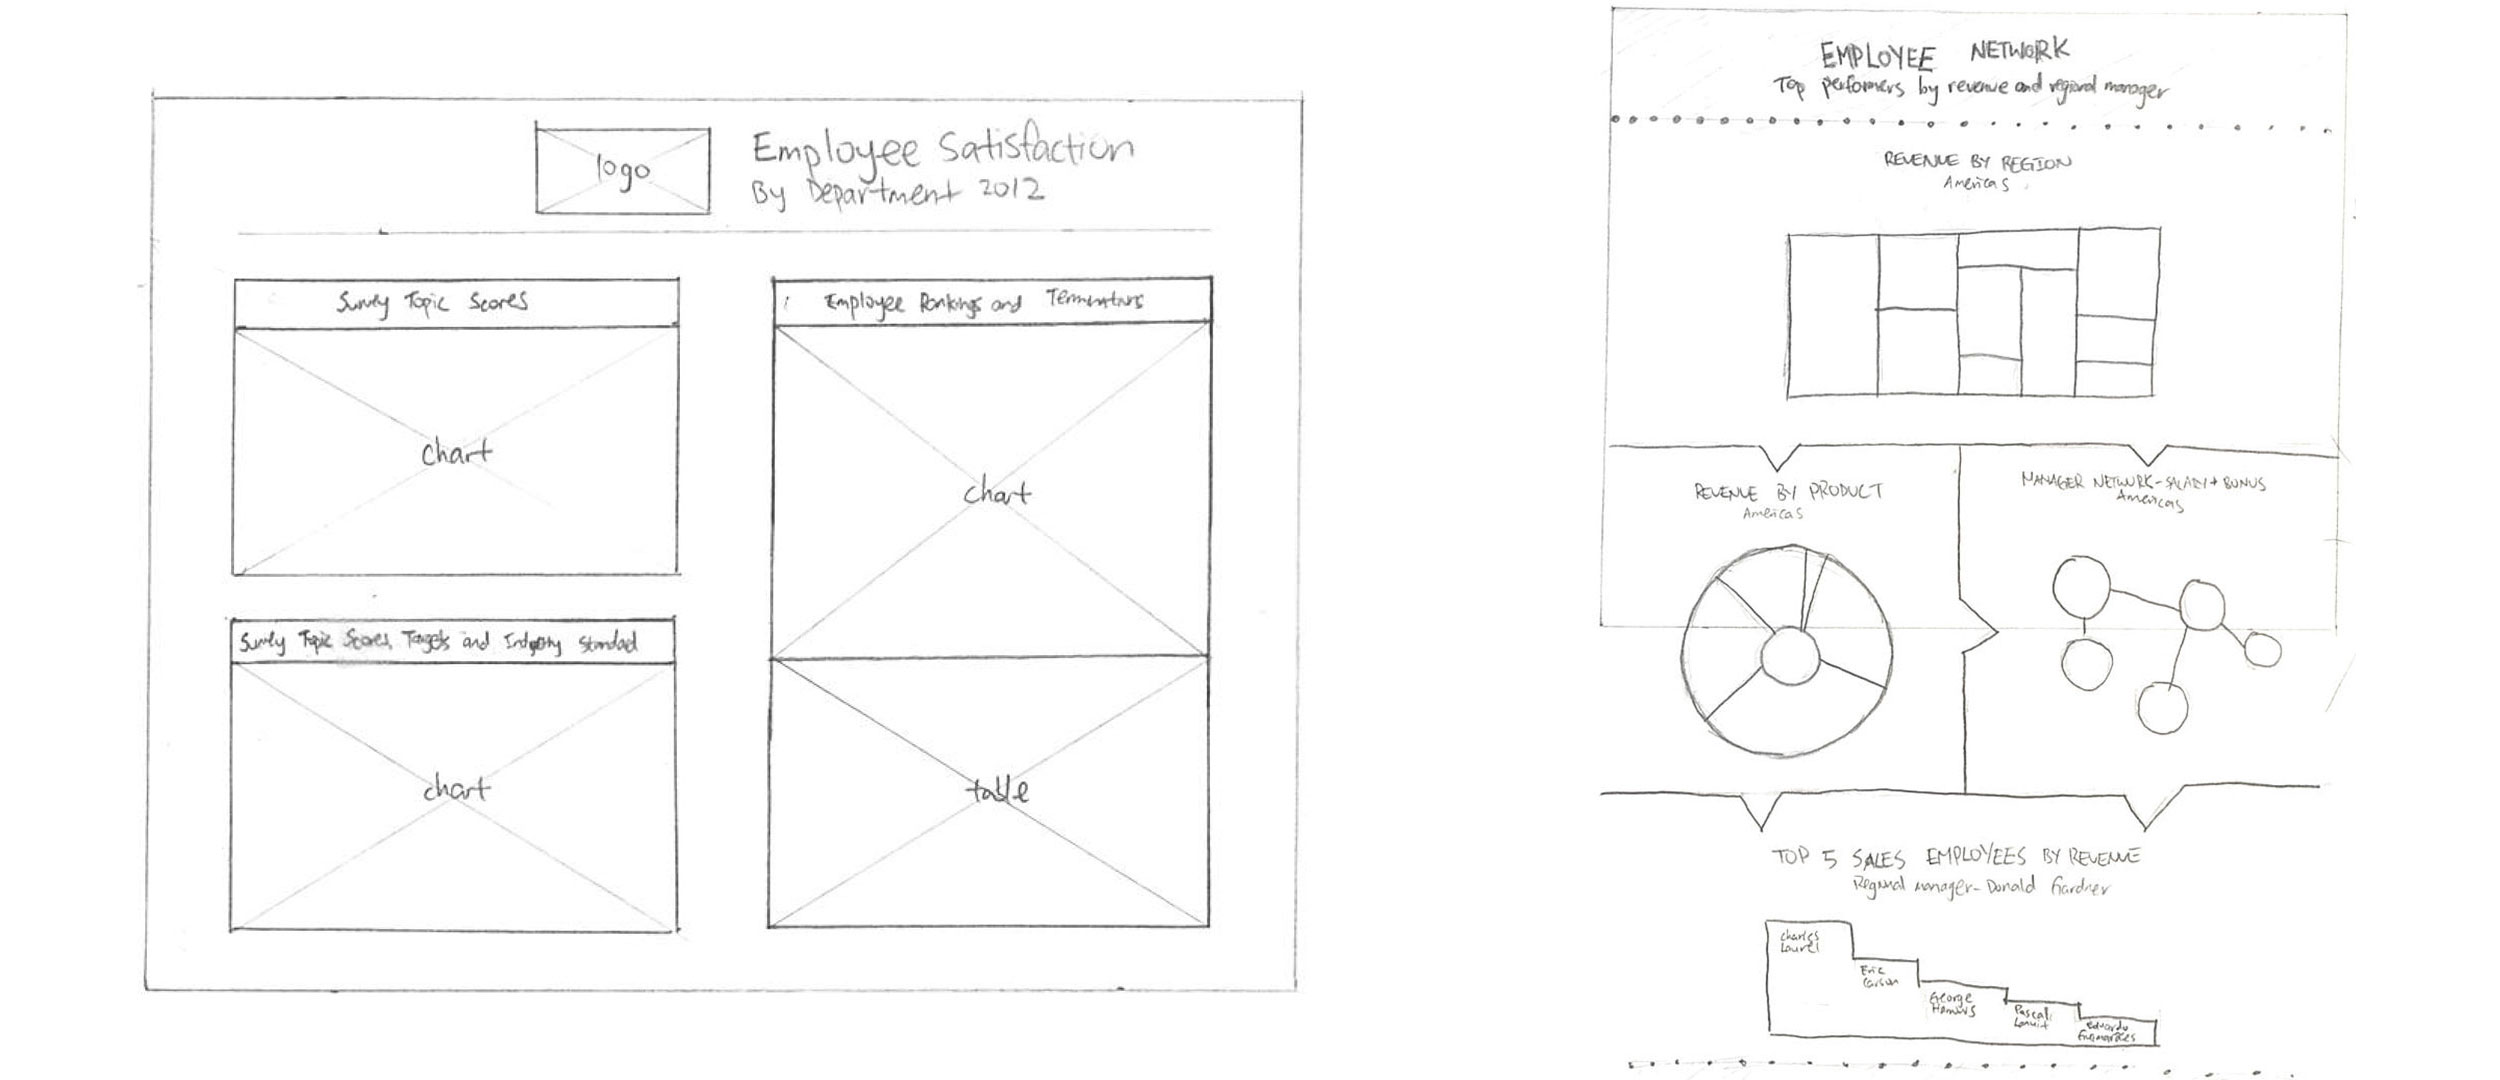 logo
Employee Satisfaction
By Department 2012
Survey Topic Scores
chart
Employee Rankings and Terminations
chart
Survey Topic Scores, Targets and Industry Standard
chart
table
EMPLOYEE NETWORK
Top performers by revenue and regional manager
REVENUE BY REGION
Americas
REVENUE BY PRODUCT
Americas
MANAGER NETWORK-SALARY + BONUS
Americas
TOP 5 SALES EMPLOYEES BY REVENUE
Regional manager-Donald Gardner
Charles
Laurel
Eric
Carson
George
Pascal
eduardo
Guimaraes